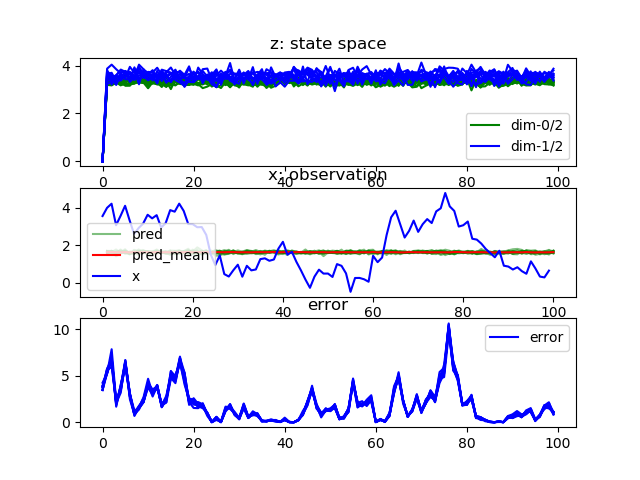 z: state space
4
2
0
dim-0/2
dim-1/2
0 20 40 60 80 100
x: observation
4
2
0
pred
pred_mean
x
0 20 40 60 80 100
error
10
5
0
error
0 20 40 60 80 100